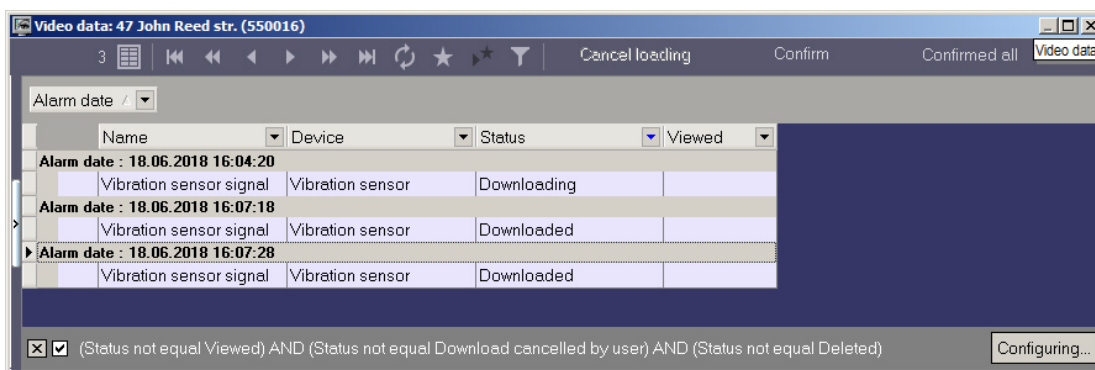 Video data: 47 John Reed str. (550016)
3 Cancel loading Confirm Confirmed all Video data
Alarm date
Name Device Status Viewed
Alarm date : 18.06.2018 16:04:20
Vibration sensor signal Vibration sensor Downloading
Alarm date : 18.06.2018 16:07:18
Vibration sensor signal Vibration sensor Downloaded
Alarm date : 18.06.2018 16:07:28
Vibration sensor signal Vibration sensor Downloaded
(Status not equal Viewed) AND (Status not equal Download cancelled by user) AND (Status not equal Deleted) Configuring...